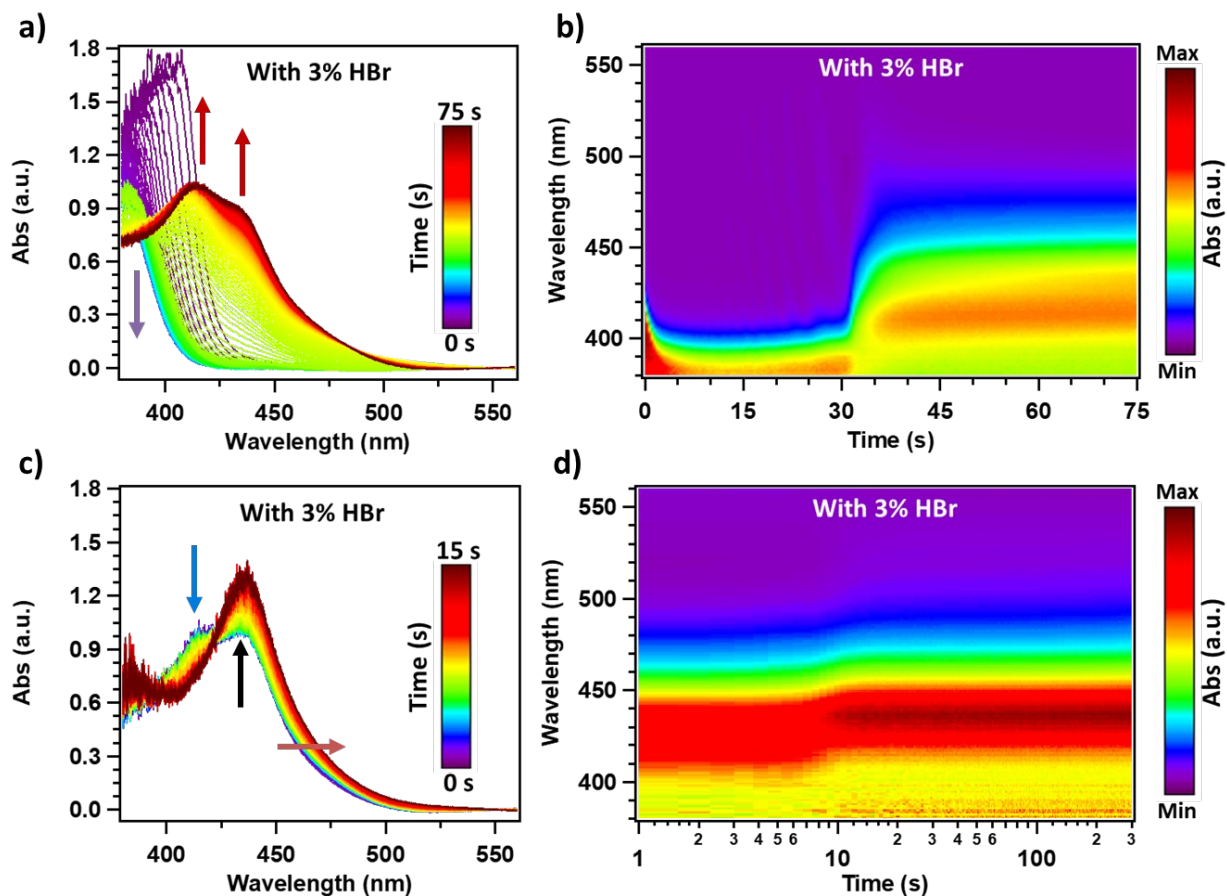 a)
With 3% HBr
1.8
1.5
1.2
0.9
0.6
0.3
0.0
Abs (a.u.)
75 s
Time (s)
0 s
400
450
500
550
Wavelength (nm)
b)
With 3% HBr
550
500
450
400
Wavelength (nm)
0
15
30
45
60
75
Time (s)
Max
Abs (a.u.)
Min
c)
With 3% HBr
1.8
1.5
1.2
0.9
0.6
0.3
0.0
Abs (a.u.)
15 s
Time (s)
0 s
400
450
500
550
Wavelength (nm)
d)
With 3% HBr
550
500
450
400
Wavelength (nm)
1
2
3
4
5
6
10
2
3
4
5
6
100
2
3
Time (s)
Max
Abs (a.u.)
Min